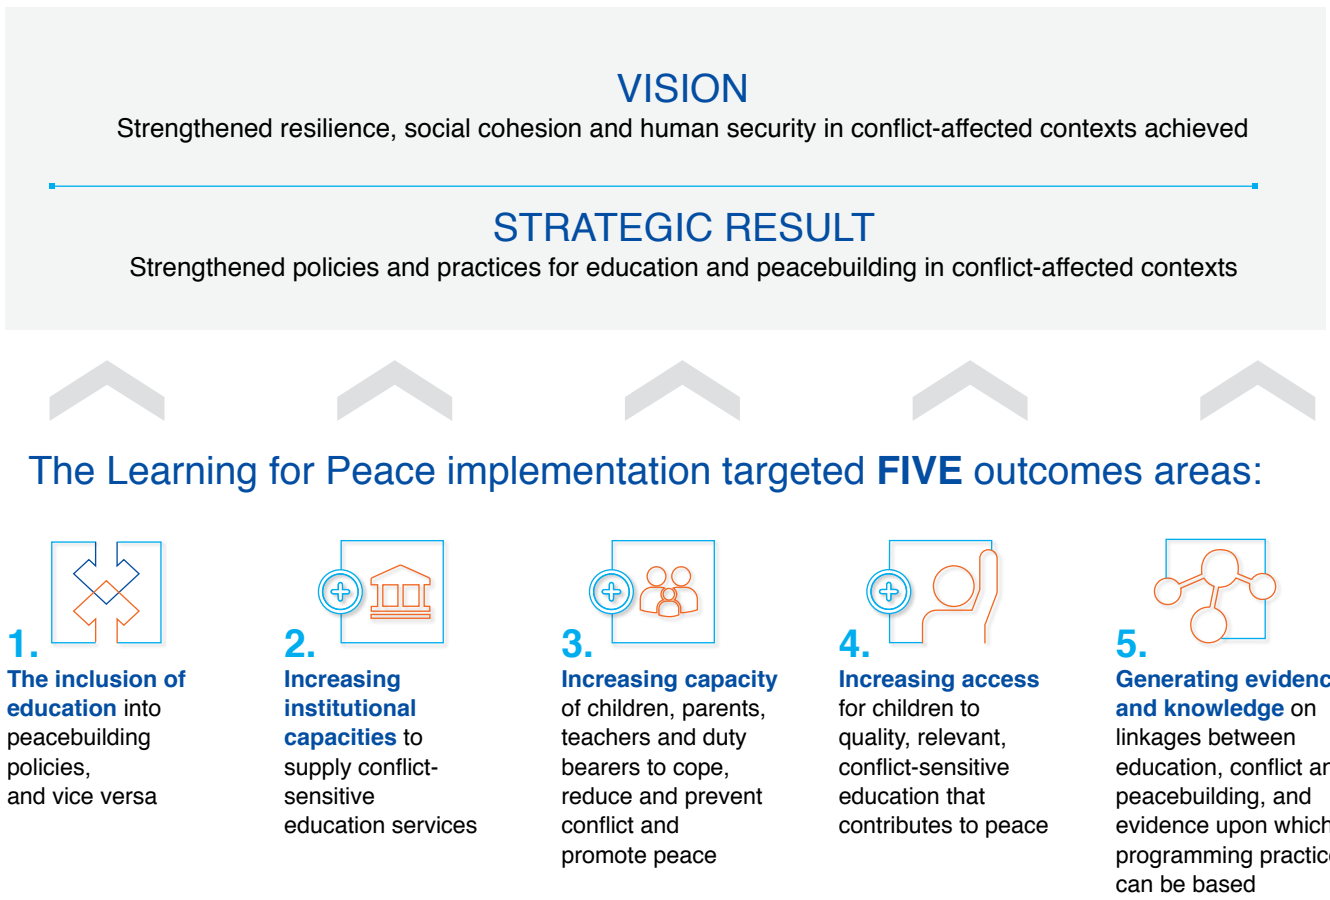 VISION
Strengthened resilience, social cohesion and human security in conflict-affected contexts achieved
STRATEGIC RESULT
Strengthened policies and practices for education and peacebuilding in conflict-affected contexts
The Learning for Peace implementation targeted FIVE outcomes areas:
1.
The inclusion of
education into
peacebuilding
policies,
and vice versa
2.
Increasing
institutional
capacities to
supply conflict-
sensitive
education services
3.
Increasing capacity
of children, parents,
teachers and duty
bearers to cope,
reduce and prevent
conflict and
promote peace
4.
Increasing access
for children to
quality, relevant,
conflict-sensitive
education that
contributes to peace
5.
Generating evidenc
and knowledge on
linkages between
education, conflict an
peacebuilding, and
evidence upon which
programming practice
can be based